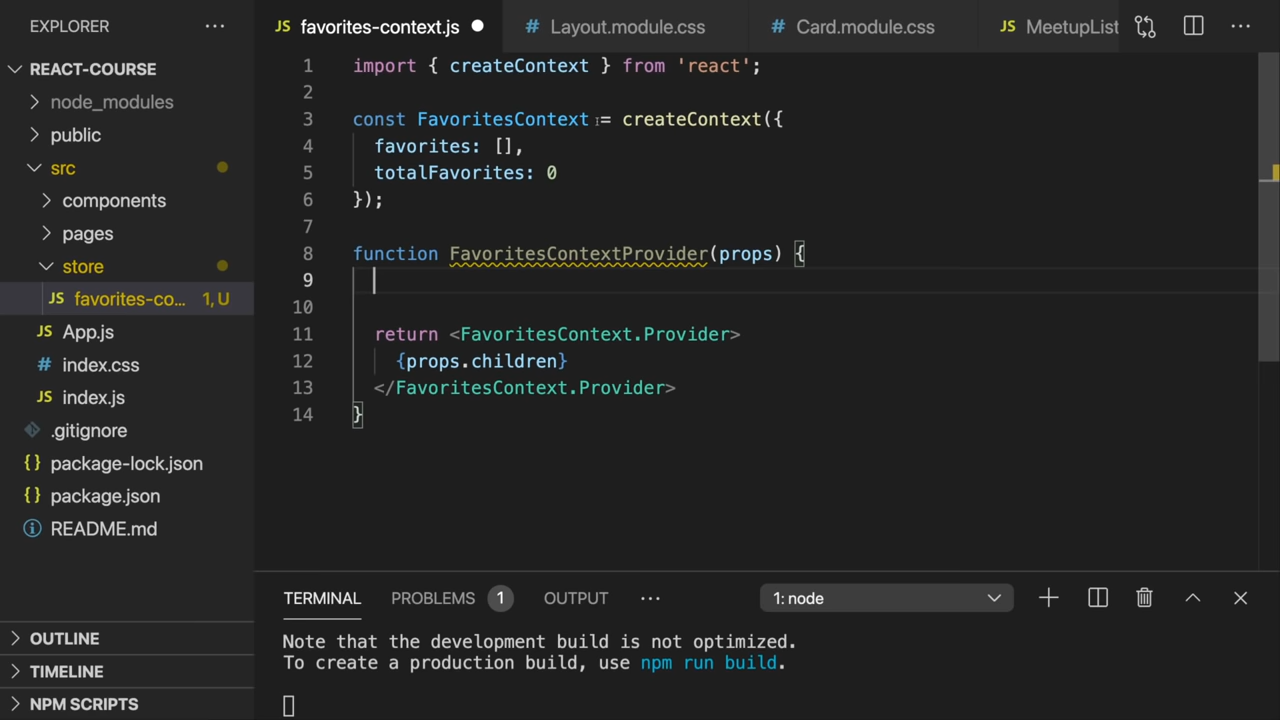 EXPLORER ...
JS favorites-context.js
# Layout.module.css
# Card.module.css
JS MeetupList
REACT-COURSE
node_modules
public
src
components
pages
store
JS favorites-co... 1, U
JS App.js
# index.css
JS index.js
.gitignore
{} package-lock.json
{} package.json
README.md
OUTLINE
TIMELINE
NPM SCRIPTS
1 import { createContext } from 'react';
2
3 const FavoritesContext = createContext({
4 favorites: [],
5 totalFavorites: 0
6 });
7
8 function FavoritesContextProvider(props) {
9
10
11 return <FavoritesContext.Provider>
12 {props.children}
13 </FavoritesContext.Provider>
14 }
TERMINAL PROBLEMS 1 OUTPUT ... 1: node
Note that the development build is not optimized.
To create a production build, use npm run build.